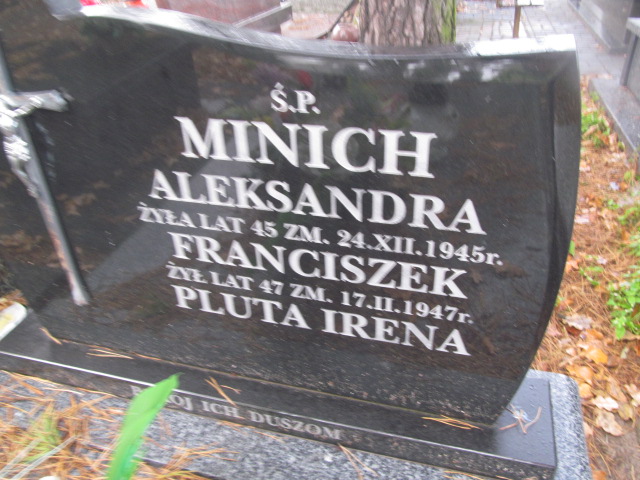 Ś.P.
MINICH
ALEKSANDRA
ŻYŁA LAT 45 ZM. 24.XII.1945r.
FRANCISZEK
ŻYŁ LAT 47 ZM. 17.II.1947r.
PLUTA IRENA
ICH DUSZOM